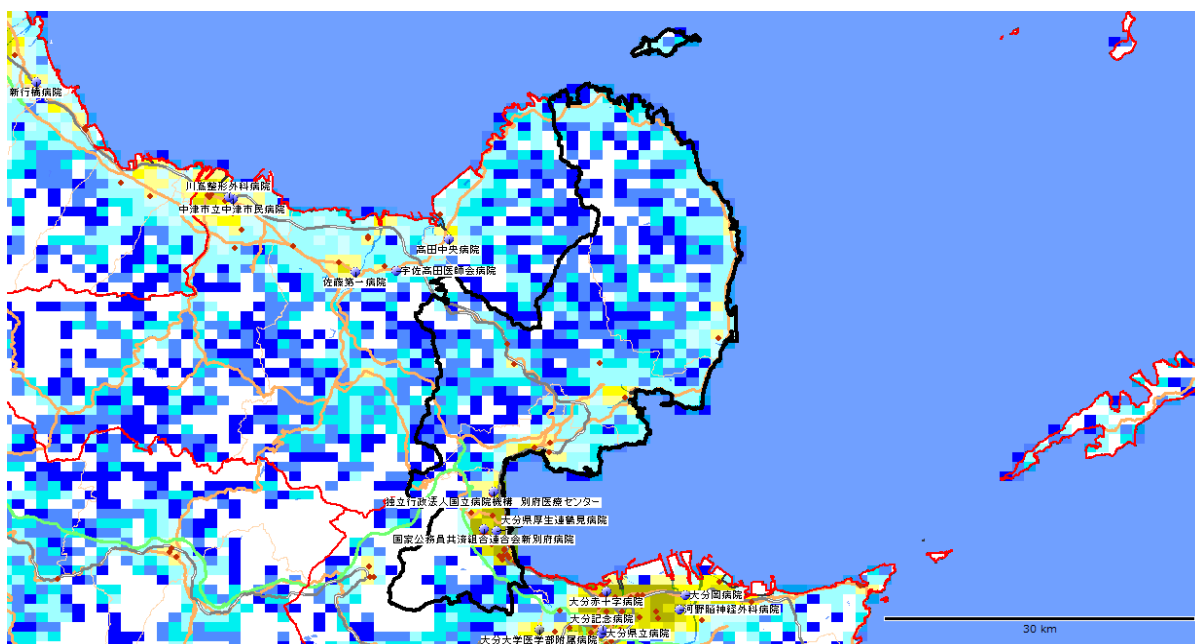 新行橋病院
川嶌整形外科病院
中津市立中津市民病院
高田中央病院
宇佐高田医師会病院
佐藤第一病院
独立行政法人国立病院機構 別府医療センター
大分県厚生連鶴見病院
国家公務員共済組合連合会新別府病院
大分赤十字病院
大分岡病院
河野脳神経外科病院
大分記念病院
大分大学医学部附属病院
大分県立病院
30 km